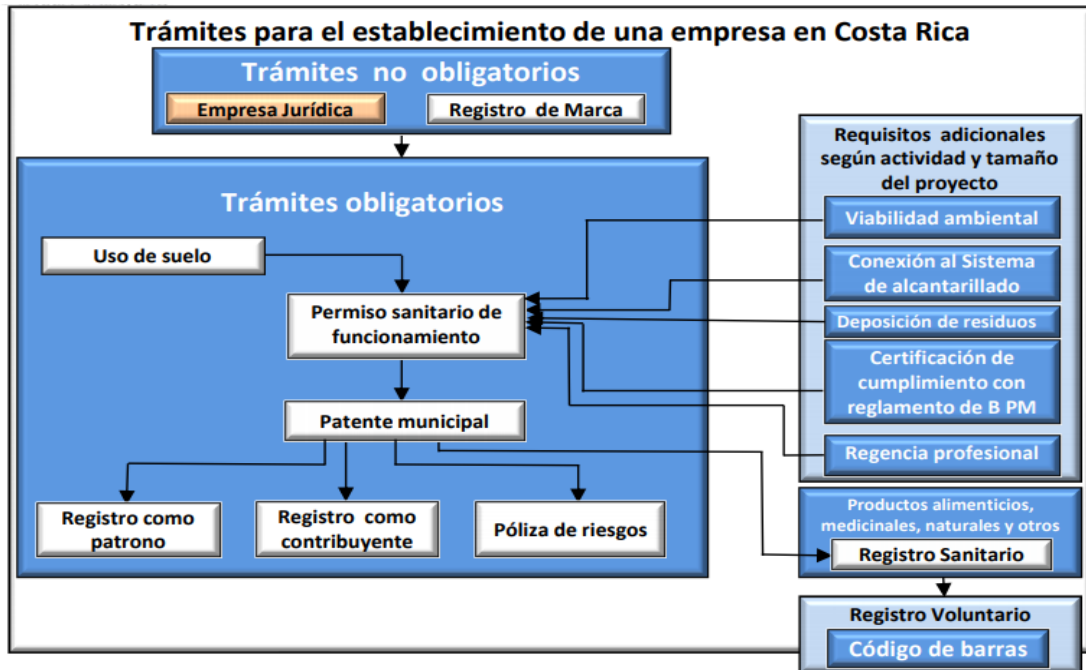 Trámites para el establecimiento de una empresa en Costa Rica
Trámites no obligatorios
Empresa Jurídica
Registro de Marca
Trámites obligatorios
Uso de suelo
Permiso sanitario de
funcionamiento
Patente municipal
Registro como
patrono
Registro como
contribuyente
Póliza de riesgos
Requisitos adicionales
según actividad y tamaño
del proyecto
Viabilidad ambiental
Conexión al Sistema
de alcantarillado
Deposición de residuos
Certificación de
cumplimiento con
reglamento de B PM
Regencia profesional
Productos alimenticios,
medicinales, naturales y otros
Registro Sanitario
Registro Voluntario
Código de barras